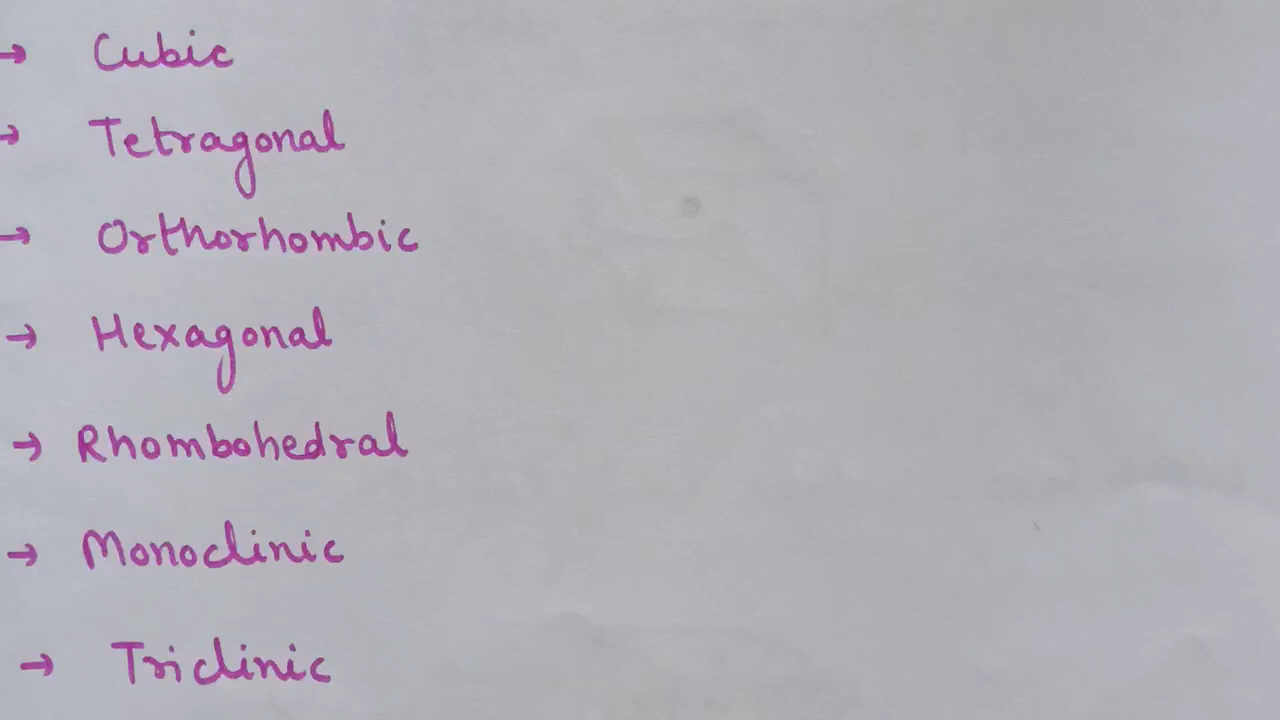 → Cubic
→ Tetragonal
→ Orthorhombic
→ Hexagonal
→ Rhombohedral
→ Monoclinic
→ Triclinic